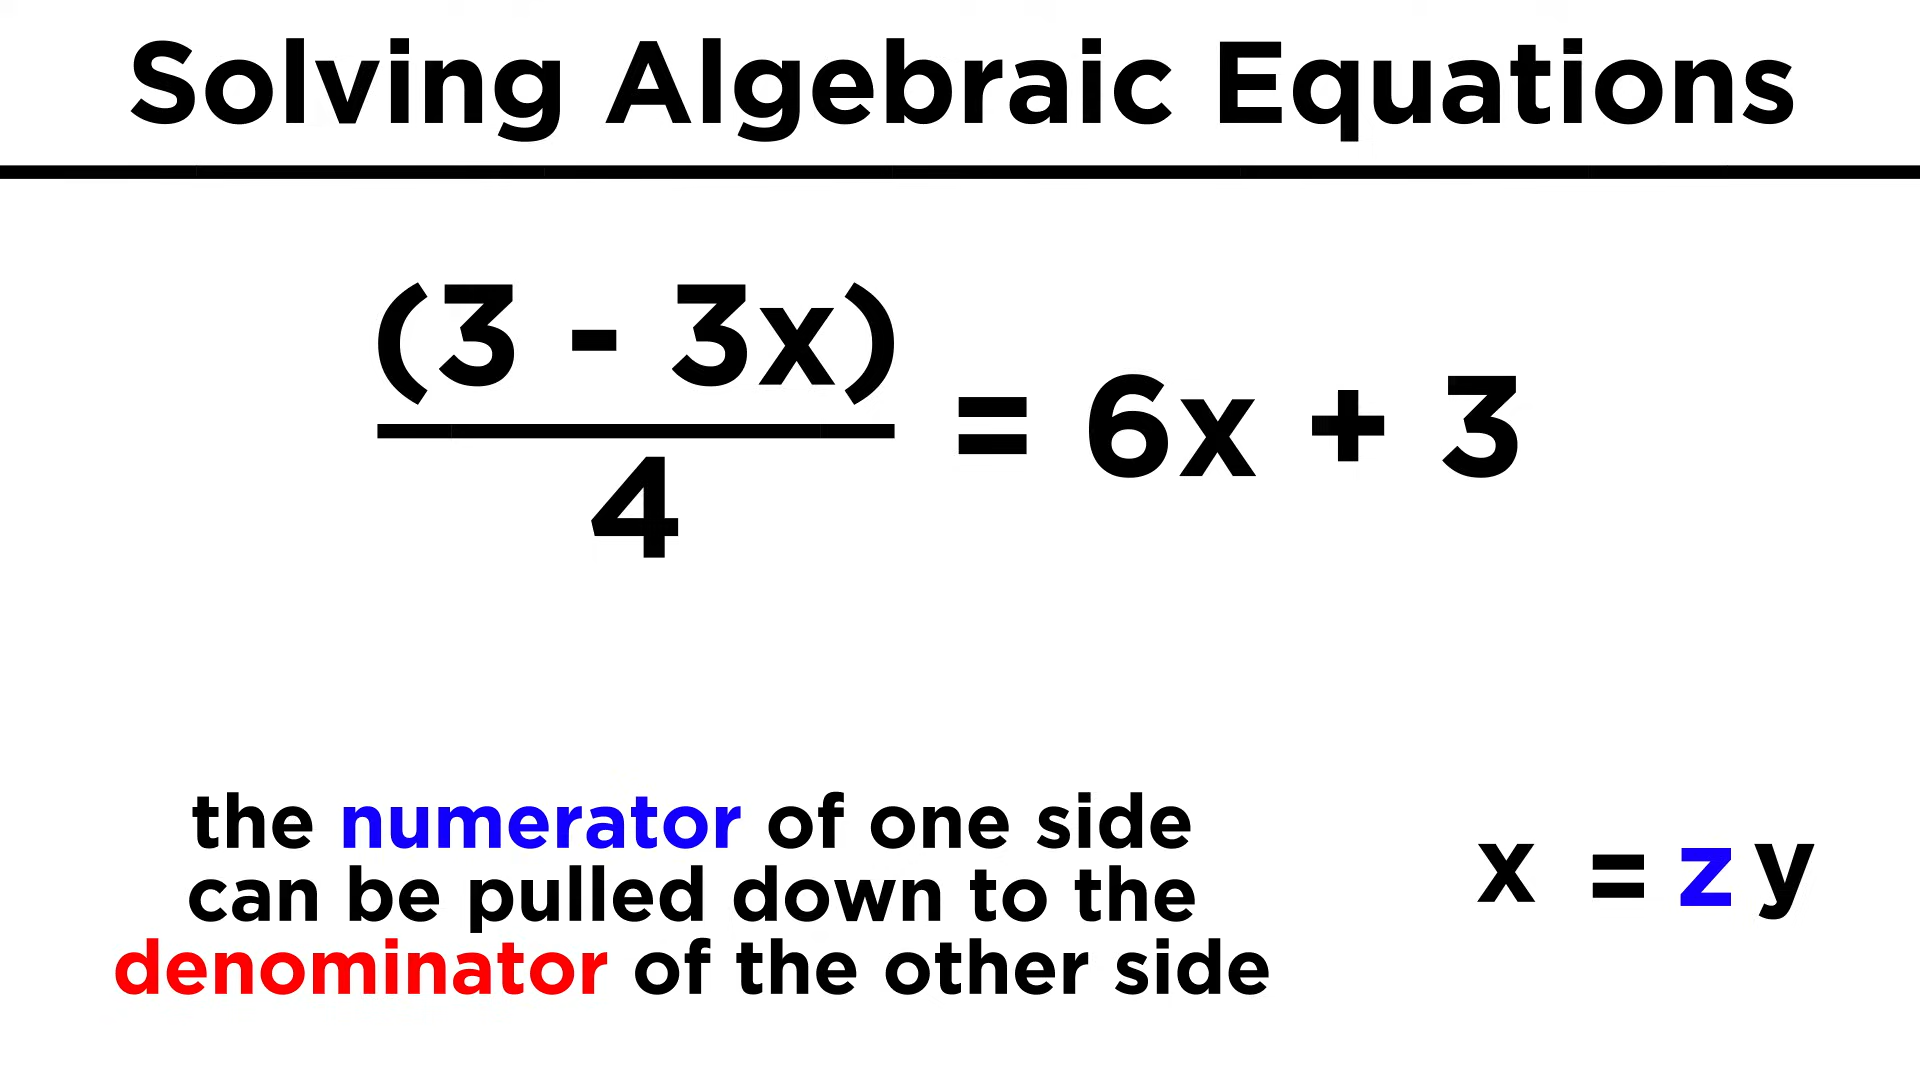 Solving Algebraic Equations
(3 - 3x)
4
= 6x + 3
the numerator of one side
can be pulled down to the
denominator of the other side
x = z y